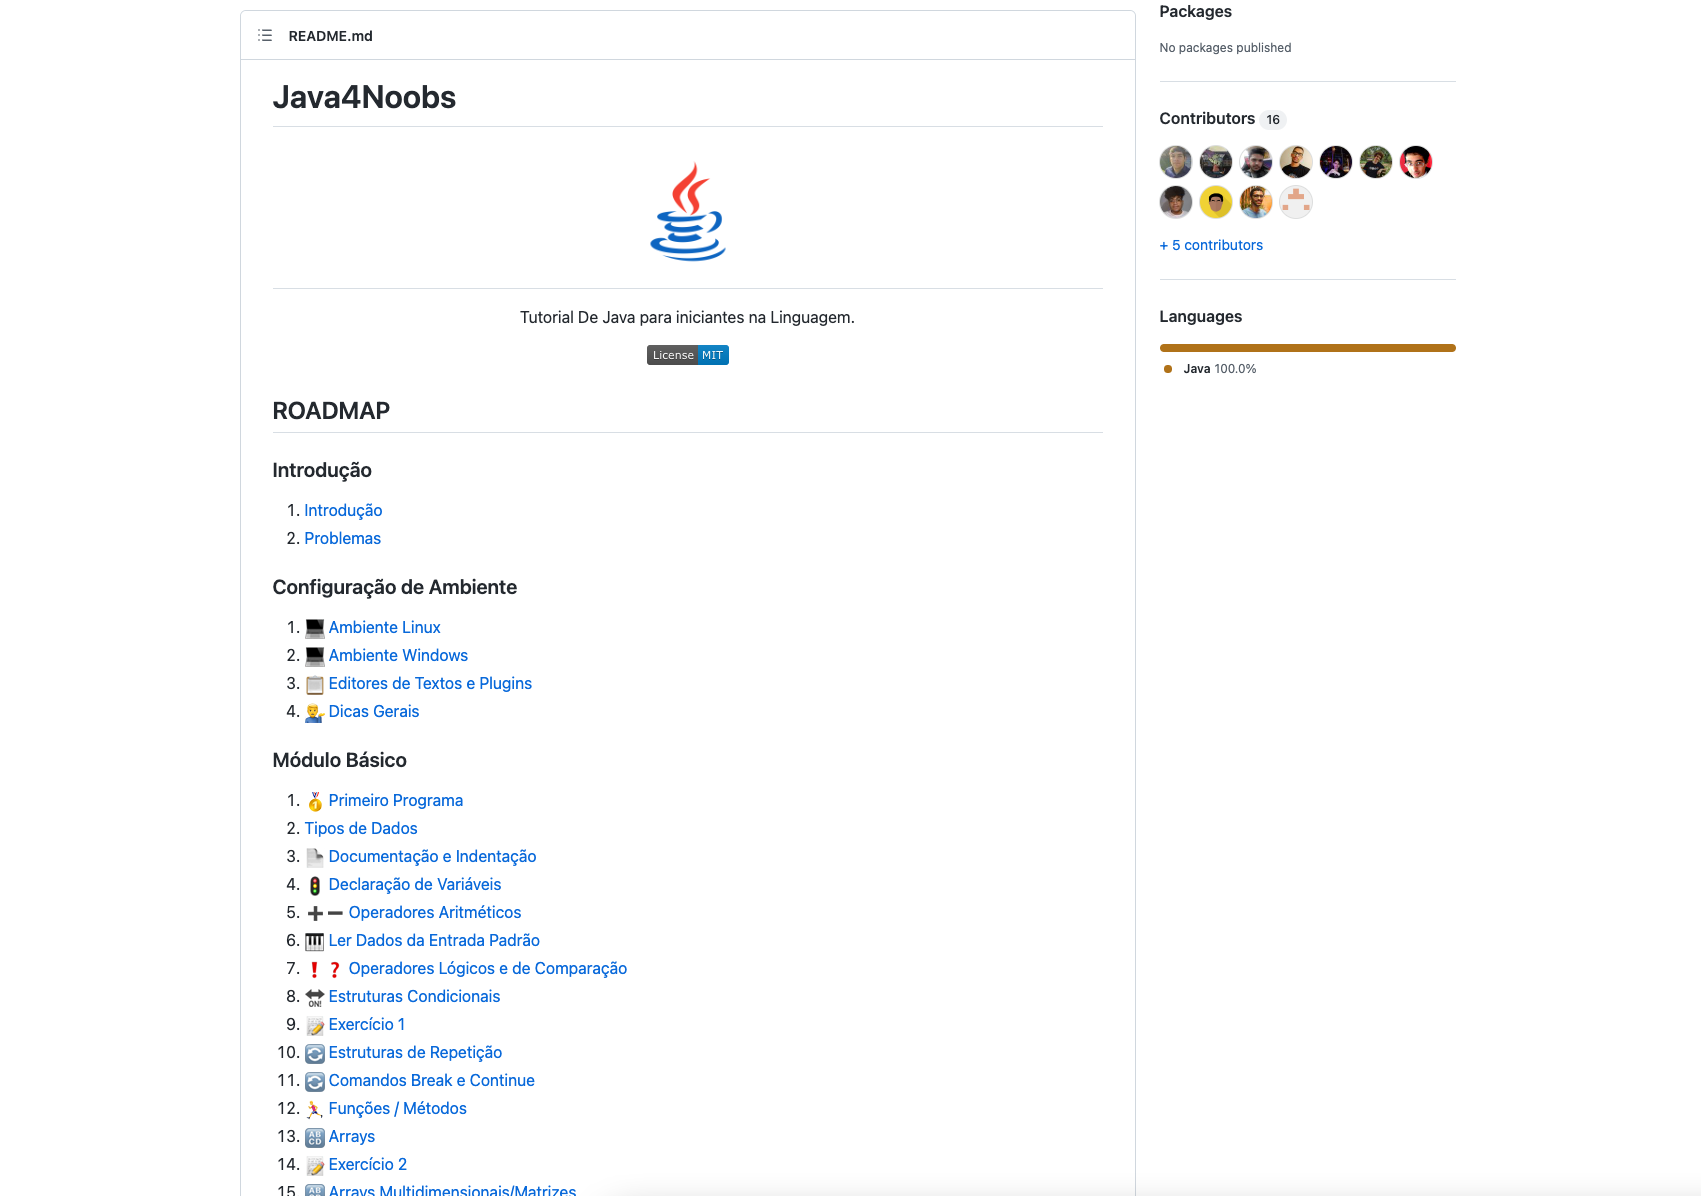 README.md
Java4Noobs
Tutorial De Java para iniciantes na Linguagem.
License MIT
ROADMAP
Introdução
1. Introdução
2. Problemas
Configuração de Ambiente
1. Ambiente Linux
2. Ambiente Windows
3. Editores de Textos e Plugins
4. Dicas Gerais
Módulo Básico
1. Primeiro Programa
2. Tipos de Dados
3. Documentação e Indentação
4. Declaração de Variáveis
5. Operadores Aritméticos
6. Ler Dados da Entrada Padrão
7. Operadores Lógicos e de Comparação
8. Estruturas Condicionais
9. Exercício 1
10. Estruturas de Repetição
11. Comandos Break e Continue
12. Funções / Métodos
13. Arrays
14. Exercício 2
15. Arrays Multidimensionais/Matrizes
Packages
No packages published
Contributors 16
+ 5 contributors
Languages
Java 100.0%